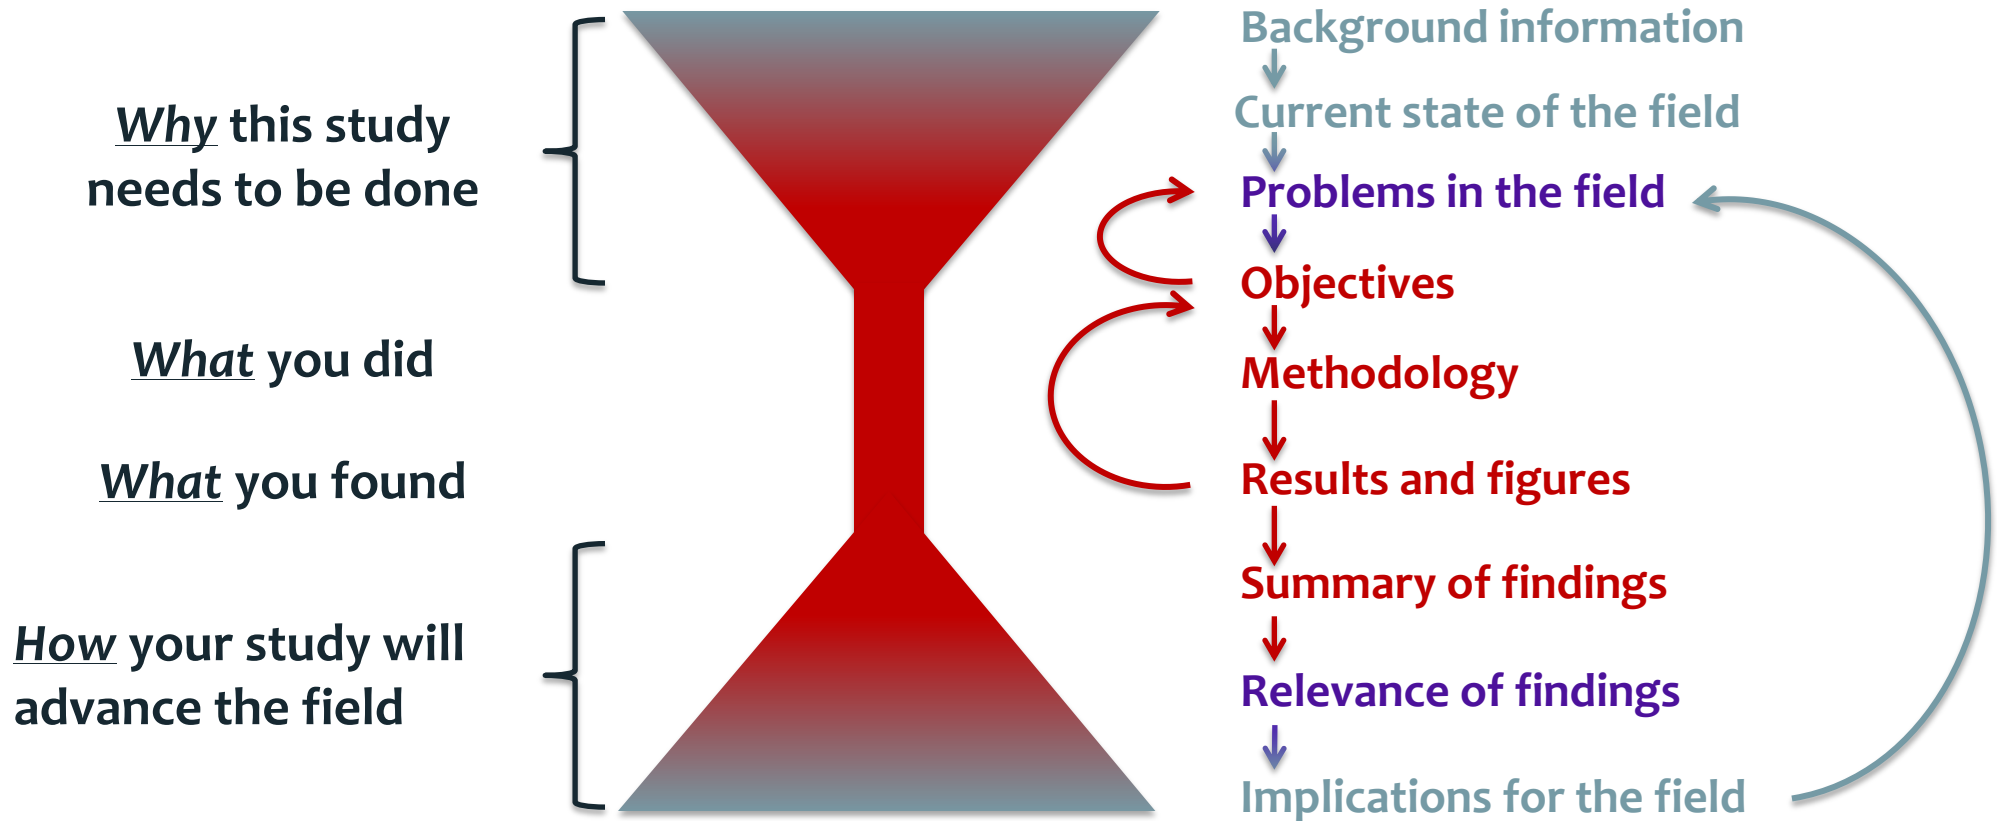 Why this study
needs to be done
What you did
What you found
How your study will
advance the field
Background information
Current state of the field
Problems in the field
Objectives
Methodology
Results and figures
Summary of findings
Relevance of findings
Implications for the field